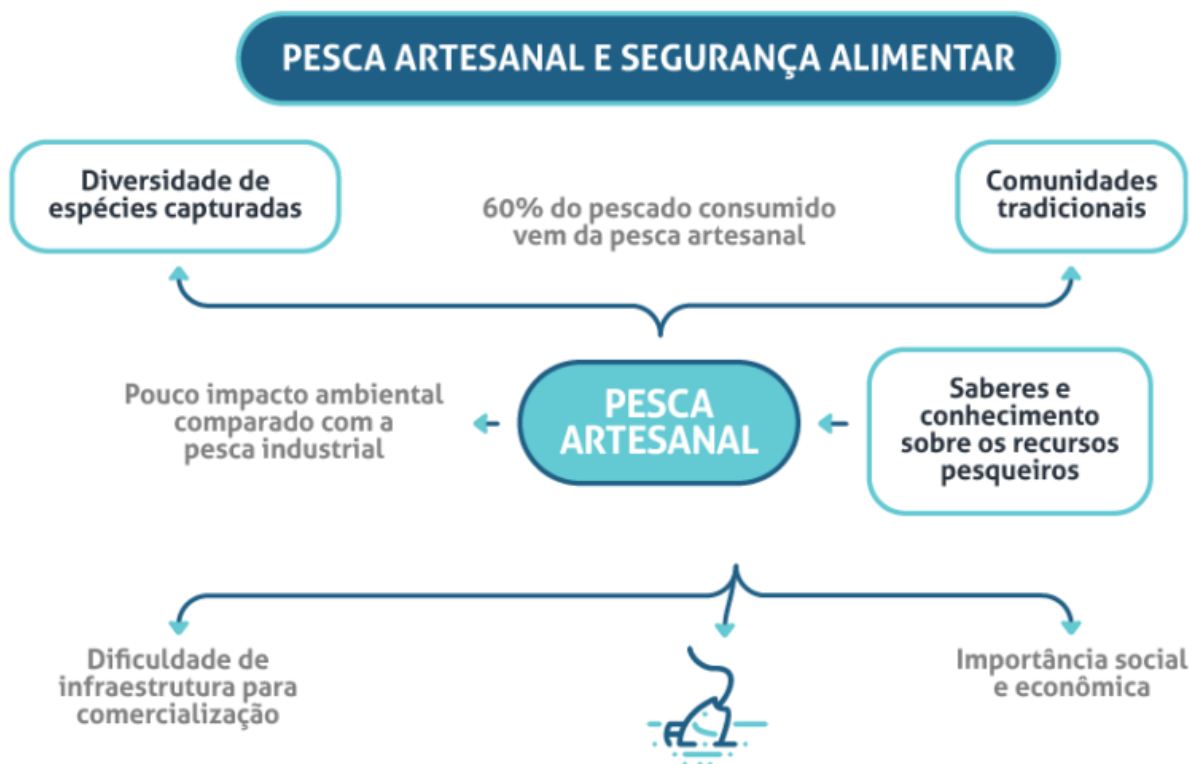 PESCA ARTESANAL E SEGURANÇA ALIMENTAR
Diversidade de
espécies capturadas
60% do pescado consumido
vem da pesca artesanal
Comunidades
tradicionais
Pouco impacto ambiental
comparado com a
pesca industrial
PESCA
ARTESANAL
Saberes e
conhecimento
sobre os recursos
pesqueiros
Dificuldade de
infraestrutura para
comercialização
Importância social
e econômica